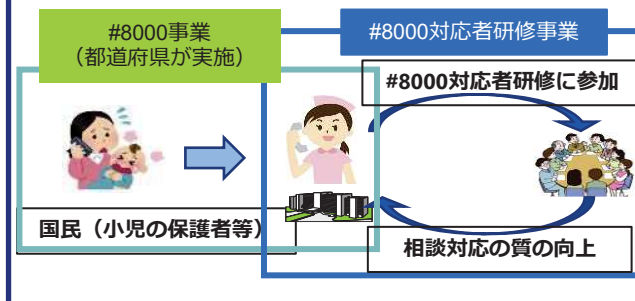 #8000事業
（都道府県が実施）
#8000対応者研修事業
#8000対応者研修に参加
国民（小児の保護者等）
相談対応の質の向上